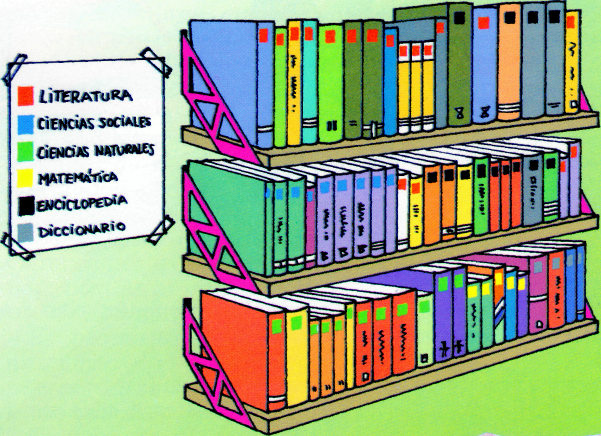 LITERATURA
CIENCIAS SOCIALES
CIENCIAS NATURALES
MATEMÁTICA
ENCICLOPEDIA
DICCIONARIO